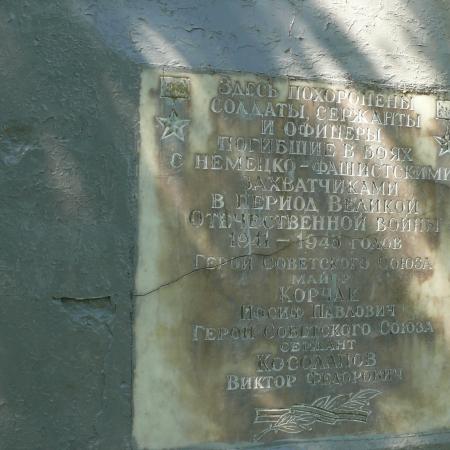 Здесь похоронены
солдаты, сержанты
и офицеры
погибшие в боях
с немецко-фашистскими
захватчиками
в период Великой
Отечественной войны
1941 – 1945 годов
Герой Советского Союза
майор
Корчак
Иосиф Павлович
Герой Советского Союза
сержант
Косолапов
Виктор Федорович